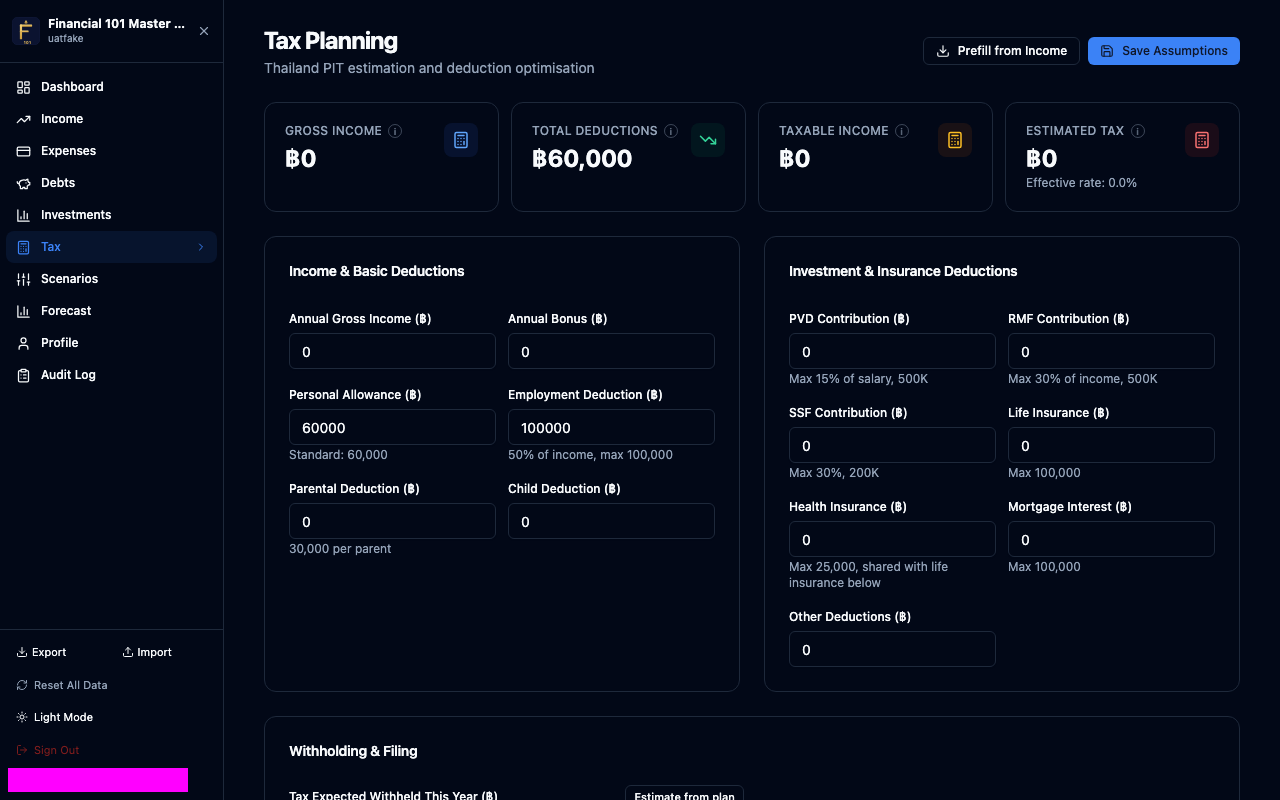 Financial 101 Master ...
uatfake
Dashboard
Income
Expenses
Debts
Investments
Tax
Scenarios
Forecast
Profile
Audit Log
Export
Import
Reset All Data
Light Mode
Sign Out
Tax Planning
Thailand PIT estimation and deduction optimisation
Prefill from Income
Save Assumptions
GROSS INCOME
฿0
TOTAL DEDUCTIONS
฿60,000
TAXABLE INCOME
฿0
ESTIMATED TAX
฿0
Effective rate: 0.0%
Income & Basic Deductions
Annual Gross Income (฿)
Annual Bonus (฿)
0
0
Personal Allowance (฿)
Employment Deduction (฿)
60000
100000
Standard: 60,000
50% of income, max 100,000
Parental Deduction (฿)
Child Deduction (฿)
0
0
30,000 per parent
Investment & Insurance Deductions
PVD Contribution (฿)
RMF Contribution (฿)
0
0
Max 15% of salary, 500K
Max 30% of income, 500K
SSF Contribution (฿)
Life Insurance (฿)
0
0
Max 30%, 200K
Max 100,000
Health Insurance (฿)
Mortgage Interest (฿)
0
0
Max 25,000, shared with life
insurance below
Max 100,000
Other Deductions (฿)
0
Withholding & Filing
Tax Expected Withheld This Year (฿)
Estimate from plan